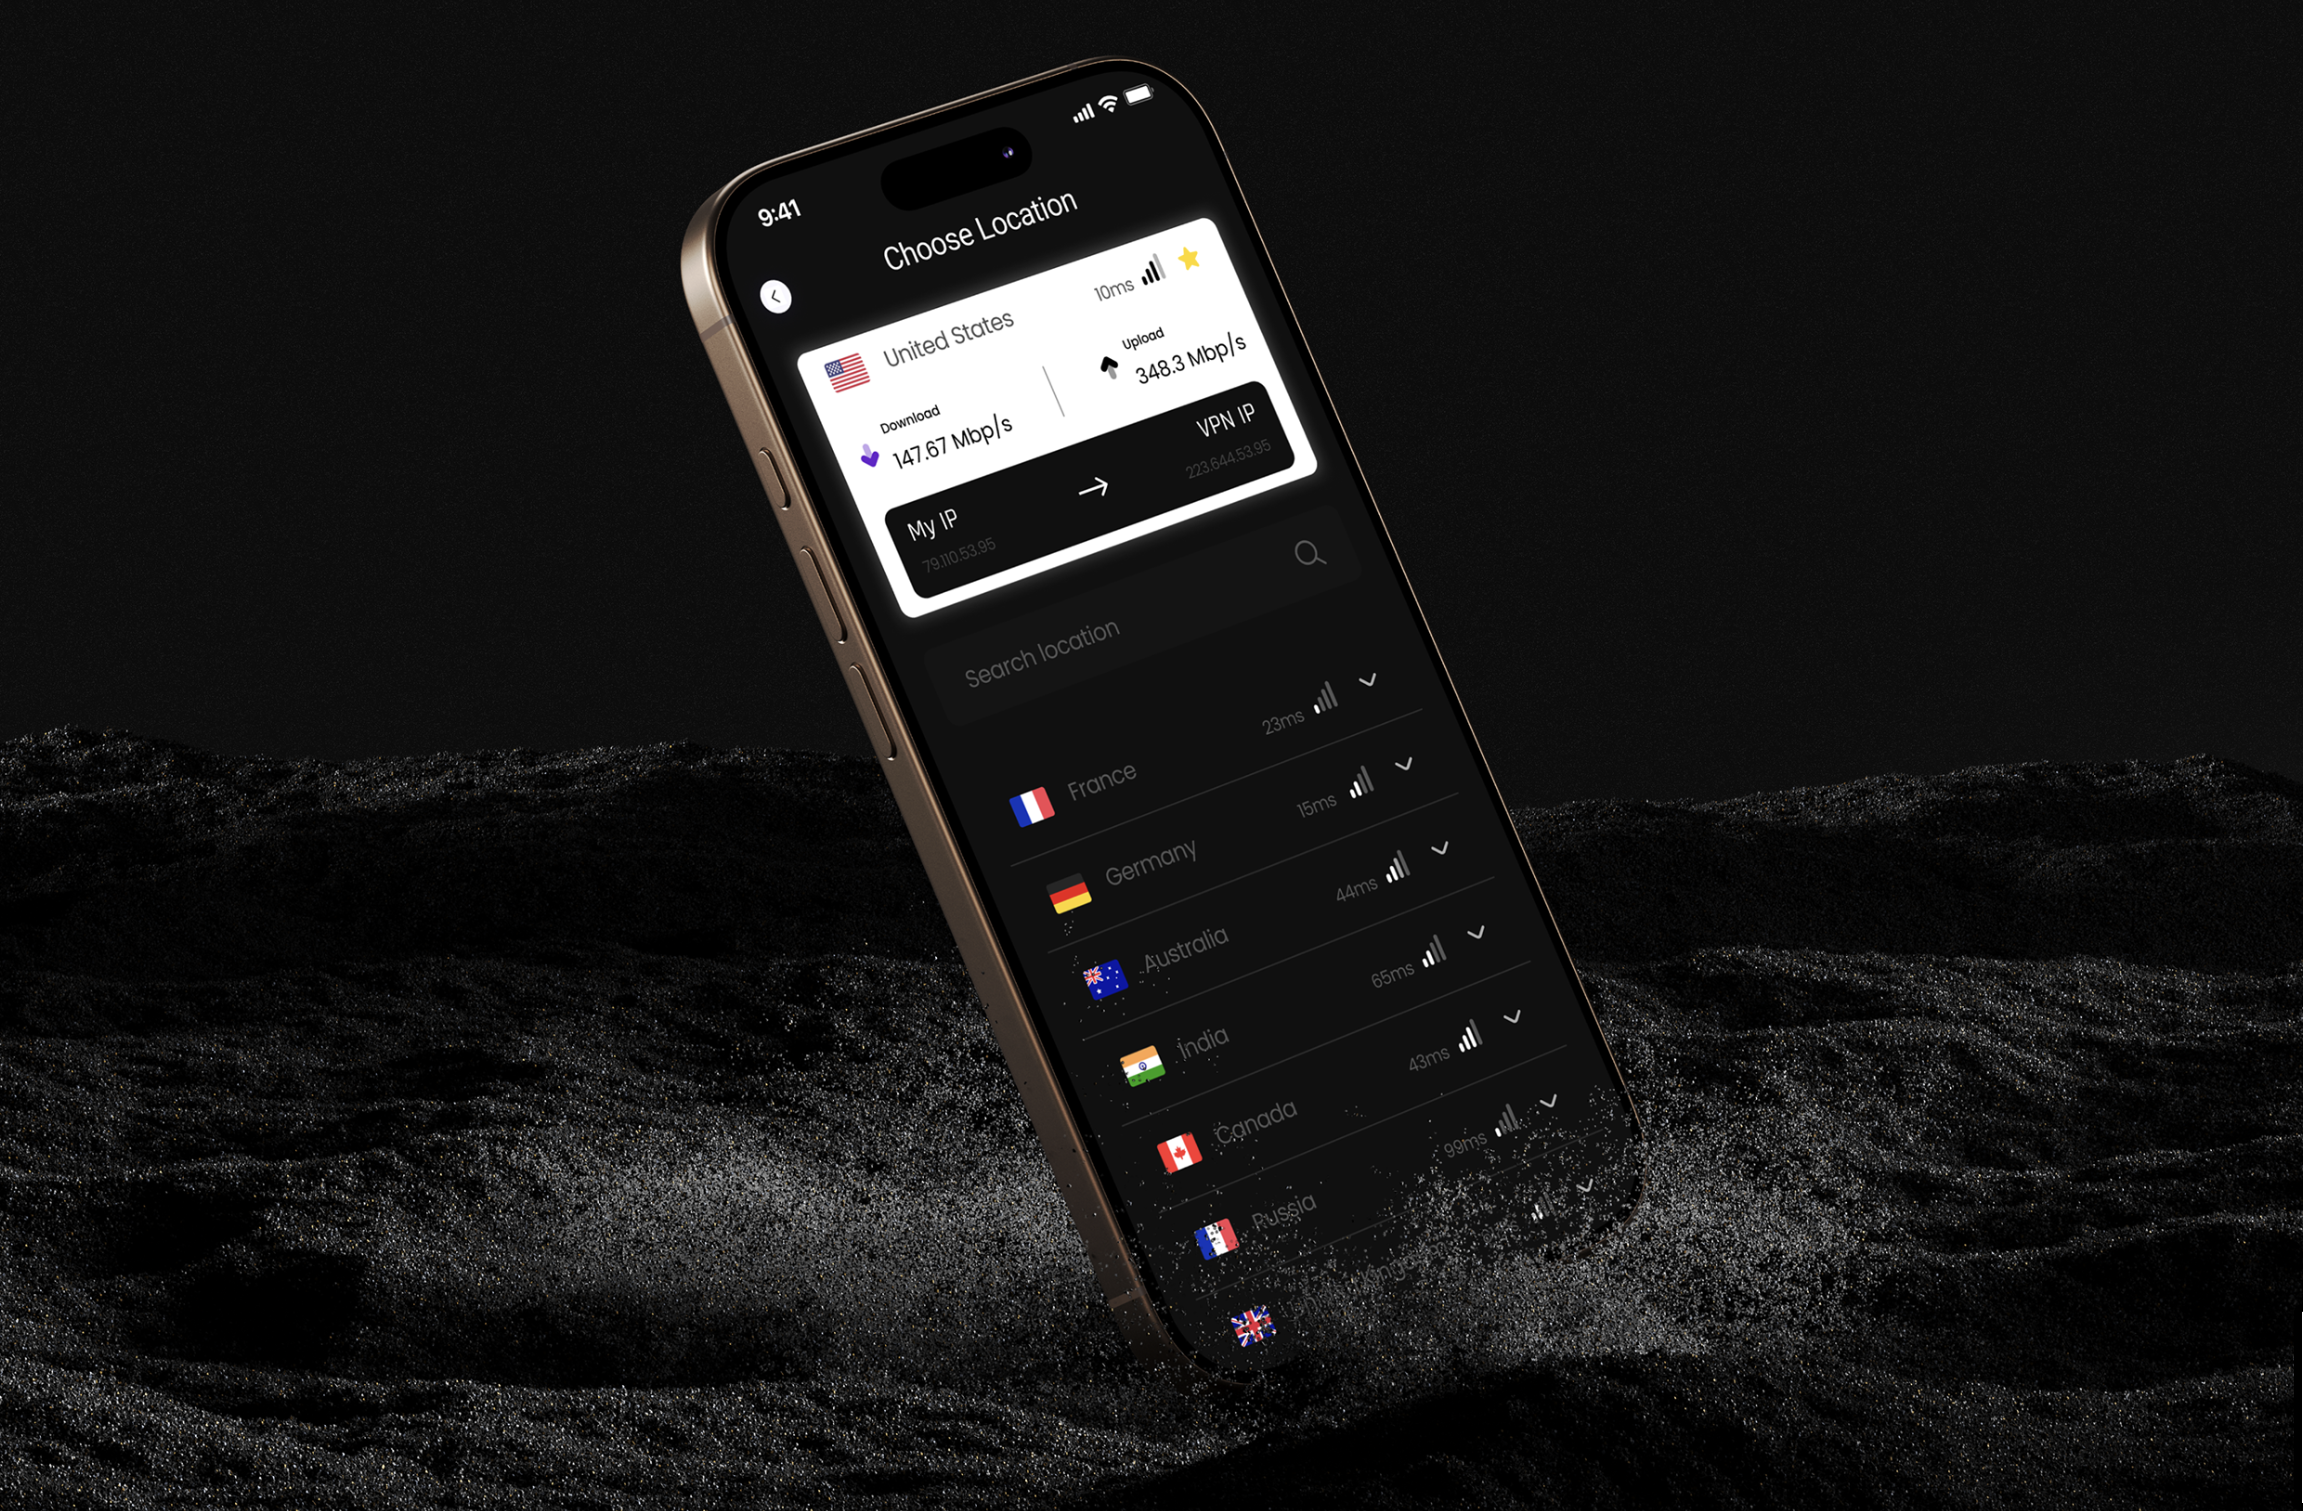 9:41
Choose Location
United States
10ms
Download
147.67 Mbp/s
Upload
348.3 Mbp/s
My IP
79.110.53.95
VPN IP
223.644.53.95
Search location
France
23ms
Germany
15ms
Australia
44ms
India
65ms
Canada
43ms
Russia
99ms